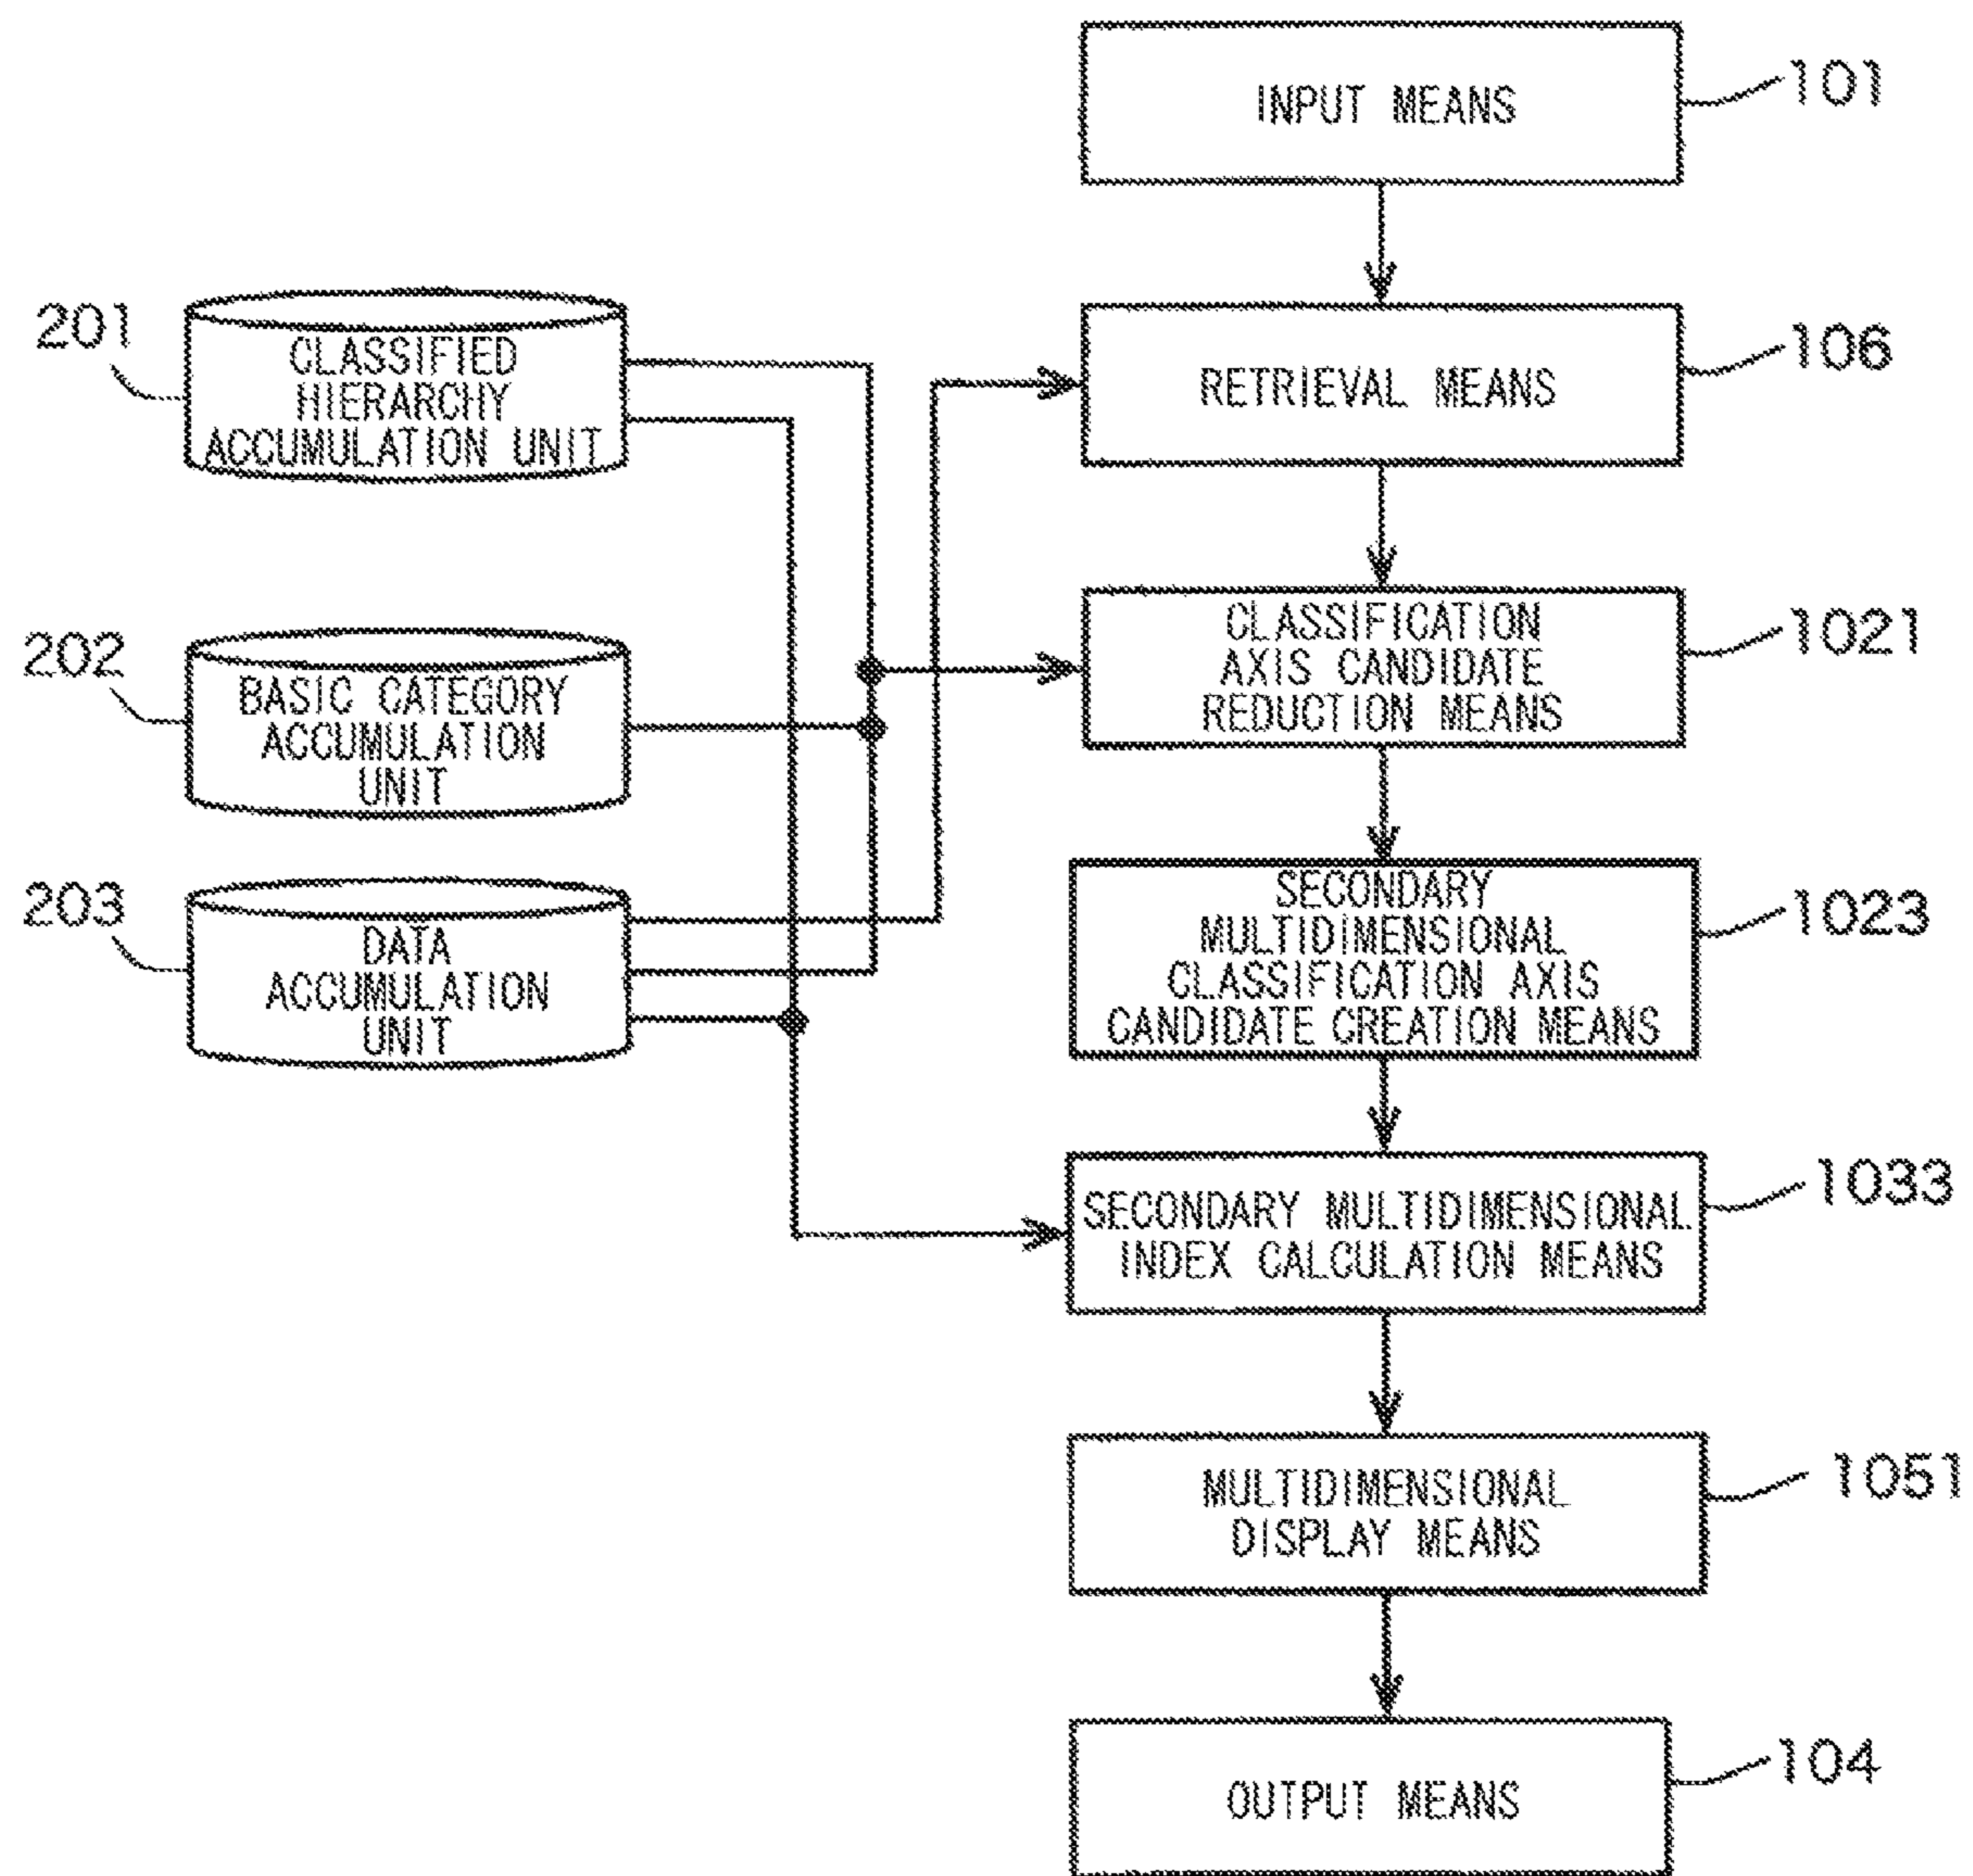 INPUT MEANS
101
201
CLASSIFIED
HIERARCHY
ACCUMULATION UNIT
RETRIEVAL MEANS
106
202
BASIC CATEGORY
ACCUMULATION
UNIT
CLASSIFICATION
AXIS CANDIDATE
REDUCTION MEANS
1021
203
DATA
ACCUMULATION
UNIT
SECONDARY
MULTIDIMENSIONAL
CLASSIFICATION AXIS
CANDIDATE CREATION MEANS
1023
SECONDARY MULTIDIMENSIONAL
INDEX CALCULATION MEANS
1033
MULTIDIMENSIONAL
DISPLAY MEANS
1051
OUTPUT MEANS
104